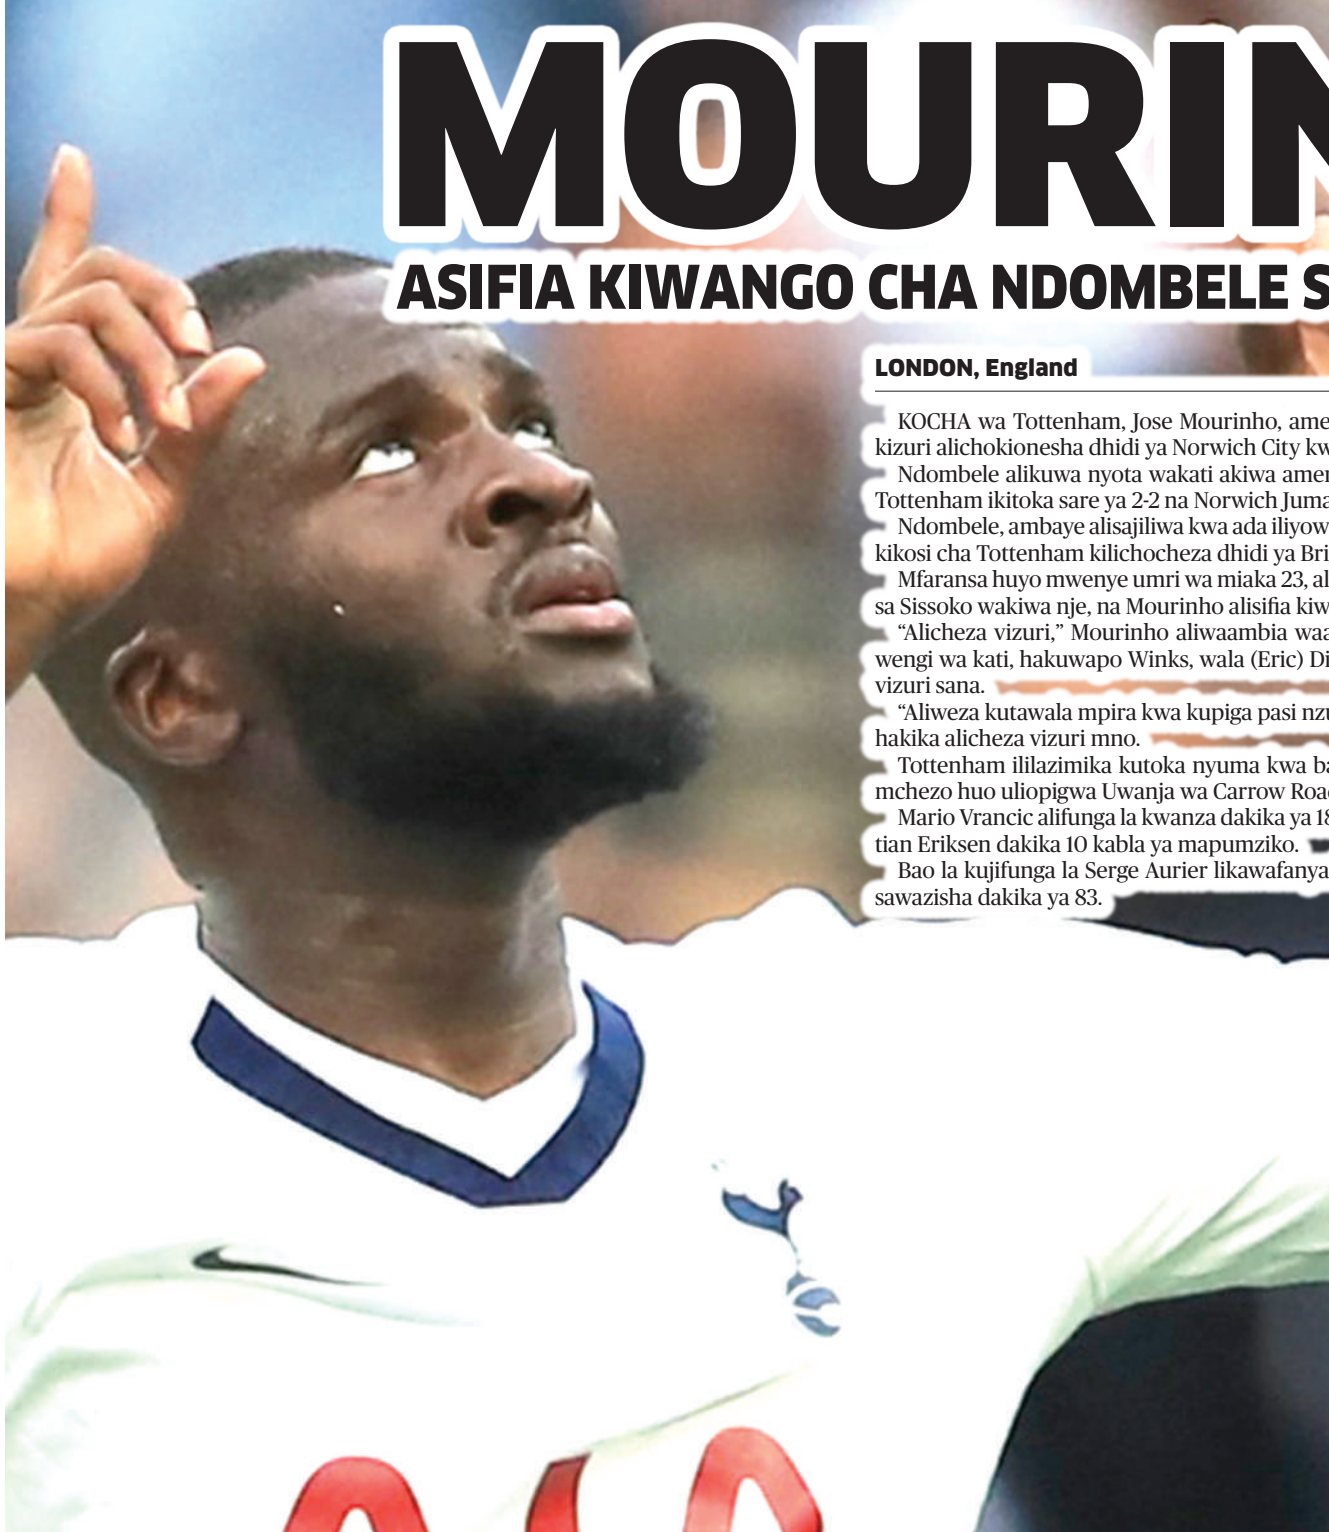 MOURIN
ASIFIA KIWANGO CHA NDOMBELE S
LONDON, England
KOCHA wa Tottenham, Jose Mourinho, ame
kizuri alichokionesha dhidi ya Norwich City kw
Ndombele alikuwa nyota wakati akiwa amen
Tottenham ikitoka sare ya 2-2 na Norwich Juma
Ndombele, ambaye alisajiliwa kwa ada iliyow
kikosi cha Tottenham kilichocheza dhidi ya Bri
Mfaransa huyo mwenye umri wa miaka 23, al
sa Sissoko wakiwa nje, na Mourinho alisifia kiw
“Alicheza vizuri,” Mourinho aliwaambia waa
wengi wa kati, hakuwapo Winks, wala (Eric) Di
vizuri sana.
“Aliweza kutawala mpira kwa kupiga pasi nzu
hakika alicheza vizuri mno.
Tottenham ililazimika kutoka nyuma kwa ba
mchezo huo uliopigwa Uwanja wa Carrow Roa
Mario Vrancic alifunga la kwanza dakika ya 18
tian Eriksen dakika 10 kabla ya mapumziko.
Bao la kujifunga la Serge Aurier likawafanya
sawazisha dakika ya 83.